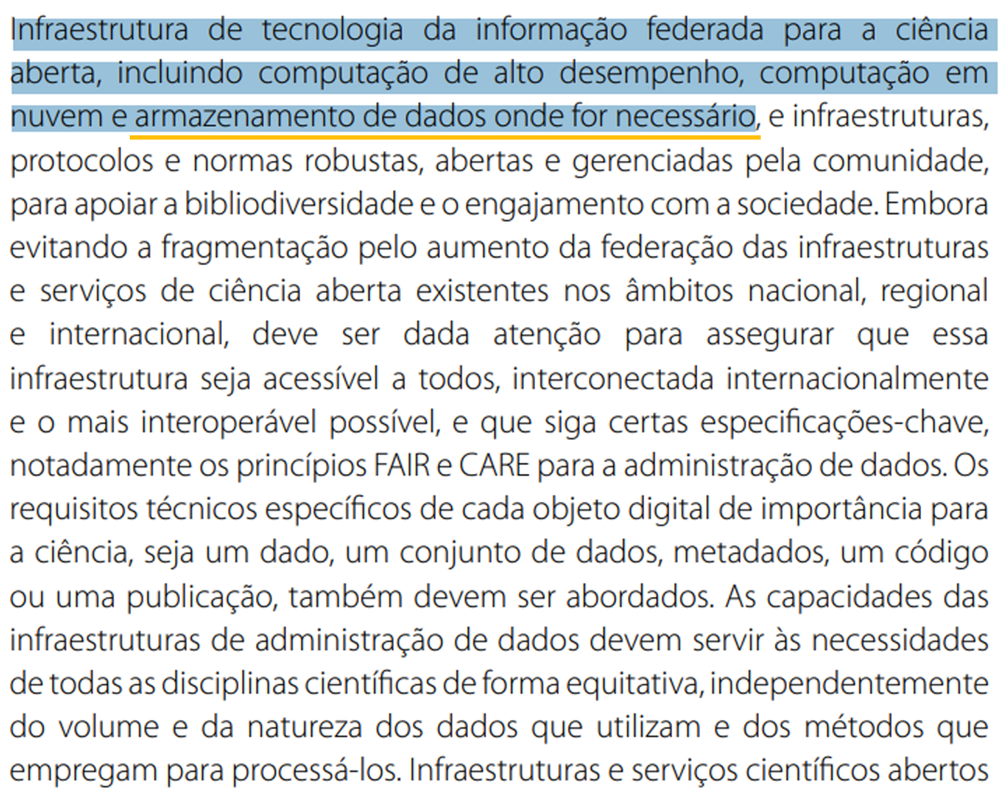 Infraestrutura de tecnologia da informação federada para a ciência
aberta, incluindo computação de alto desempenho, computação em
nuvem e armazenamento de dados onde for necessário, e infraestruturas,
protocolos e normas robustas, abertas e gerenciadas pela comunidade,
para apoiar a bibliodiversidade e o engajamento com a sociedade. Embora
evitando a fragmentação pelo aumento da federação das infraestruturas
e serviços de ciência aberta existentes nos âmbitos nacional, regional
e internacional, deve ser dada atenção para assegurar que essa
infraestrutura seja acessível a todos, interconectada internacionalmente
e o mais interoperável possível, e que siga certas especificações-chave,
notadamente os princípios FAIR e CARE para a administração de dados. Os
requisitos técnicos específicos de cada objeto digital de importância para
a ciência, seja um dado, um conjunto de dados, metadados, um código
ou uma publicação, também devem ser abordados. As capacidades das
infraestruturas de administração de dados devem servir às necessidades
de todas as disciplinas científicas de forma equitativa, independentemente
do volume e da natureza dos dados que utilizam e dos métodos que
empregam para processá-los. Infraestruturas e serviços científicos abertos